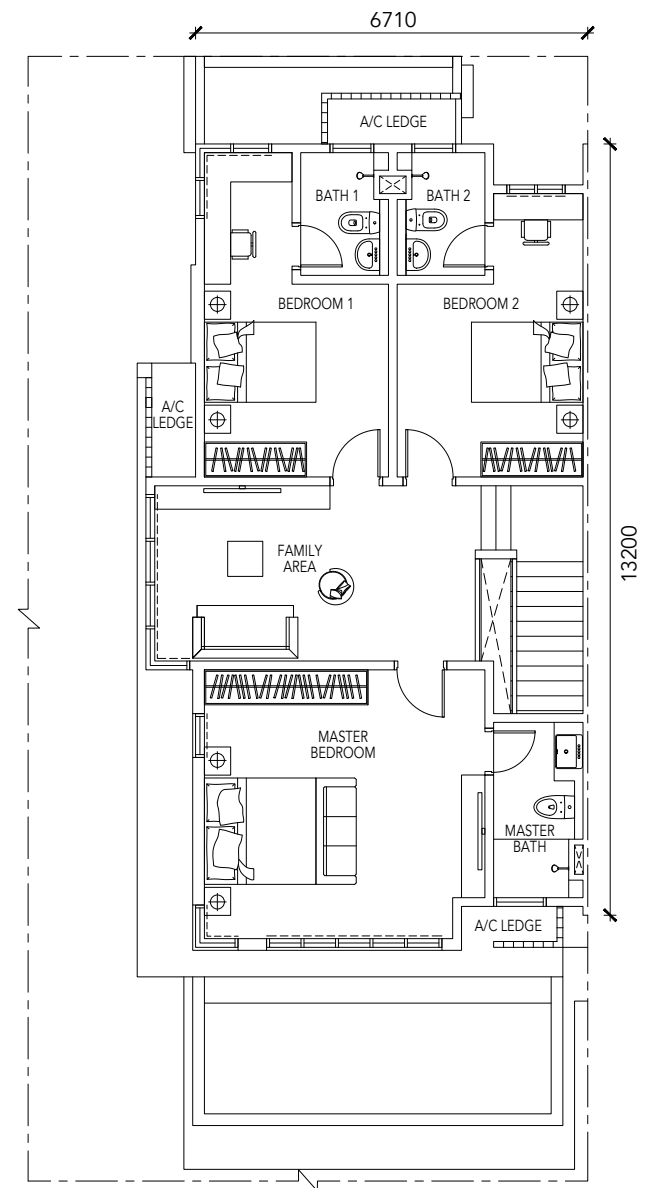 6710
A/C LEDGE
BATH 1
BATH 2
BEDROOM 1
BEDROOM 2
A/C
LEDGE
13200
FAMILY
AREA
MASTER
BEDROOM
MASTER
BATH
A/C LEDGE